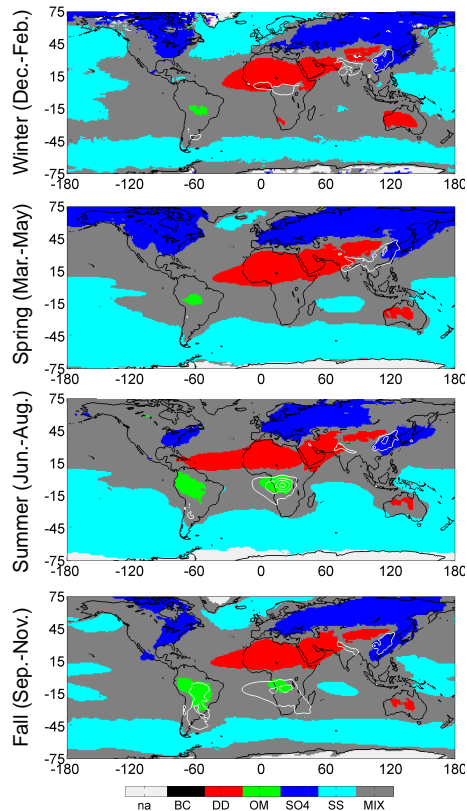 Winter (Dec.-Feb.)
75
45
15
-15
-45
-75
-180 -120 -60 0 60 120 180
Spring (Mar.-May)
75
45
15
-15
-45
-75
-180 -120 -60 0 60 120 180
Summer (Jun.-Aug.)
75
45
15
-15
-45
-75
-180 -120 -60 0 60 120 180
Fall (Sep.-Nov.)
75
45
15
-15
-45
-75
-180 -120 -60 0 60 120 180
na BC DD OM SO4 SS MIX